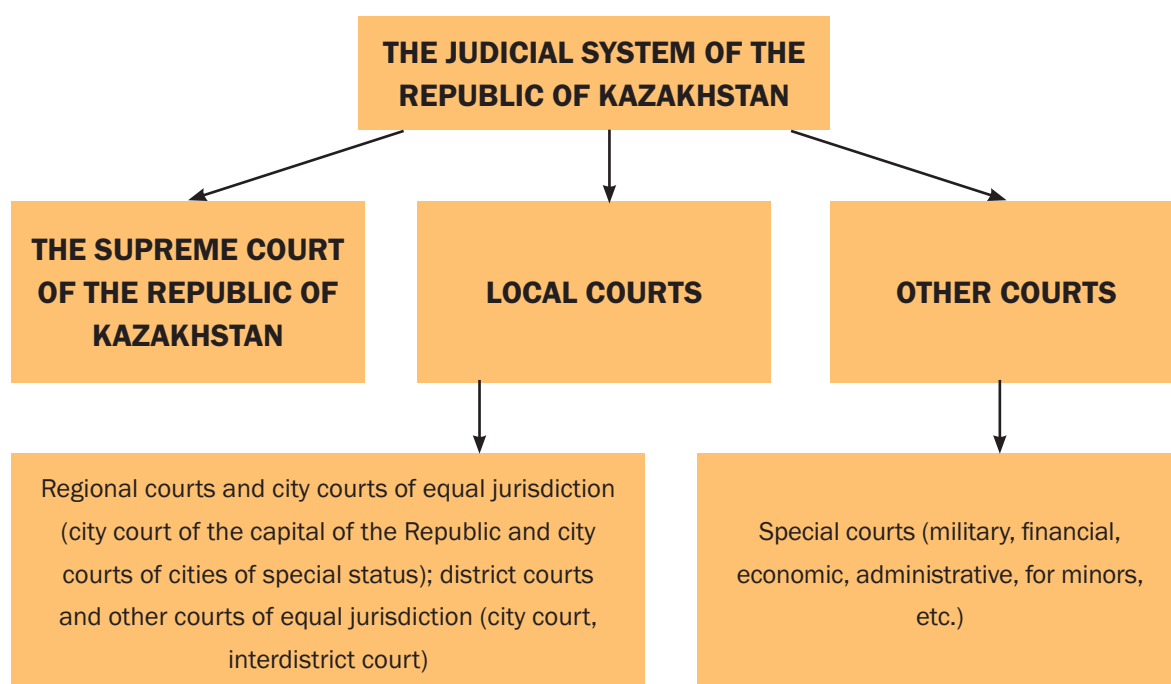 THE JUDICIAL SYSTEM OF THE
REPUBLIC OF KAZAKHSTAN
THE SUPREME COURT
OF THE REPUBLIC OF
KAZAKHSTAN
LOCAL COURTS
OTHER COURTS
Regional courts and city courts of equal jurisdiction
(city court of the capital of the Republic and city
courts of cities of special status); district courts
and other courts of equal jurisdiction (city court,
interdistrict court)
Special courts (military, financial,
economic, administrative, for minors,
etc.)